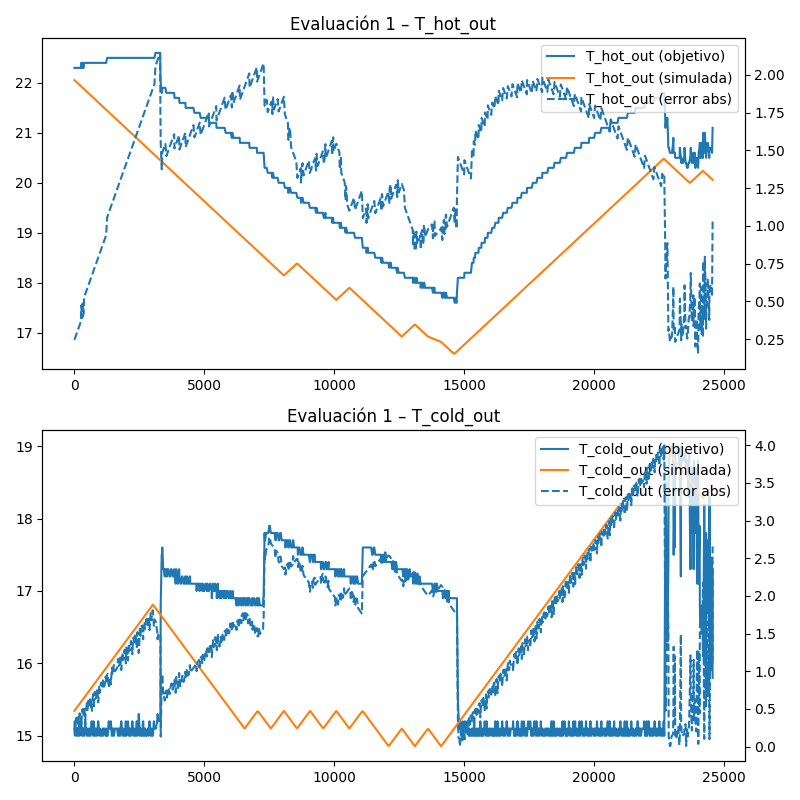 Evaluación 1 – T_hot_out
T_hot_out (objetivo)
T_hot_out (simulada)
T_hot_out (error abs)
22
21
20
19
18
17
2.00
1.75
1.50
1.25
1.00
0.75
0.50
0.25
0 5000 10000 15000 20000 25000
Evaluación 1 – T_cold_out
T_cold_out (objetivo)
T_cold_out (simulada)
T_cold_out (error abs)
19
18
17
16
15
4.0
3.5
3.0
2.5
2.0
1.5
1.0
0.5
0.0
0 5000 10000 15000 20000 25000